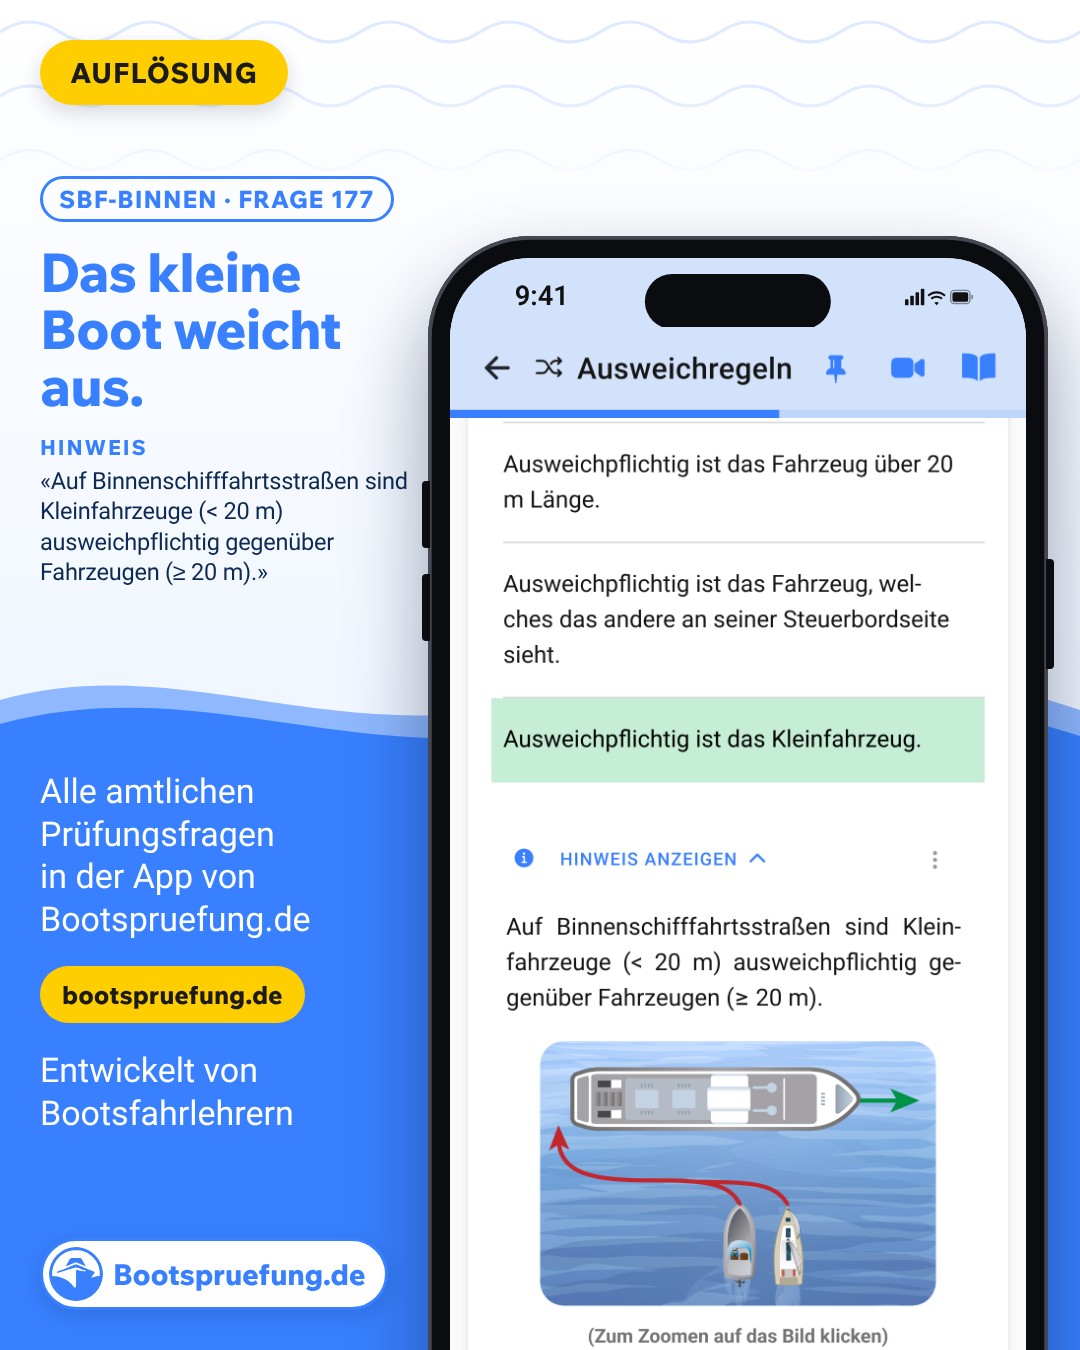 AUFLÖSUNG
SBF-BINNEN · FRAGE 177
Das kleine
Boot weicht
aus.
HINWEIS
«Auf Binnenschifffahrtsstraßen sind
Kleinfahrzeuge (< 20 m)
ausweichpflichtig gegenüber
Fahrzeugen (≥ 20 m).»
Alle amtlichen
Prüfungsfragen
in der App von
Bootspruefung.de
bootspruefung.de
Entwickelt von
Bootsfahrlehrern
Bootspruefung.de
9:41
Ausweichregeln
Ausweichpflichtig ist das Fahrzeug über 20
m Länge.
Ausweichpflichtig ist das Fahrzeug, wel-
ches das andere an seiner Steuerbordseite
sieht.
Ausweichpflichtig ist das Kleinfahrzeug.
HINWEIS ANZEIGEN
Auf Binnenschifffahrtsstraßen sind Klein-
fahrzeuge (< 20 m) ausweichpflichtig ge-
genüber Fahrzeugen (≥ 20 m).
(Zum Zoomen auf das Bild klicken)